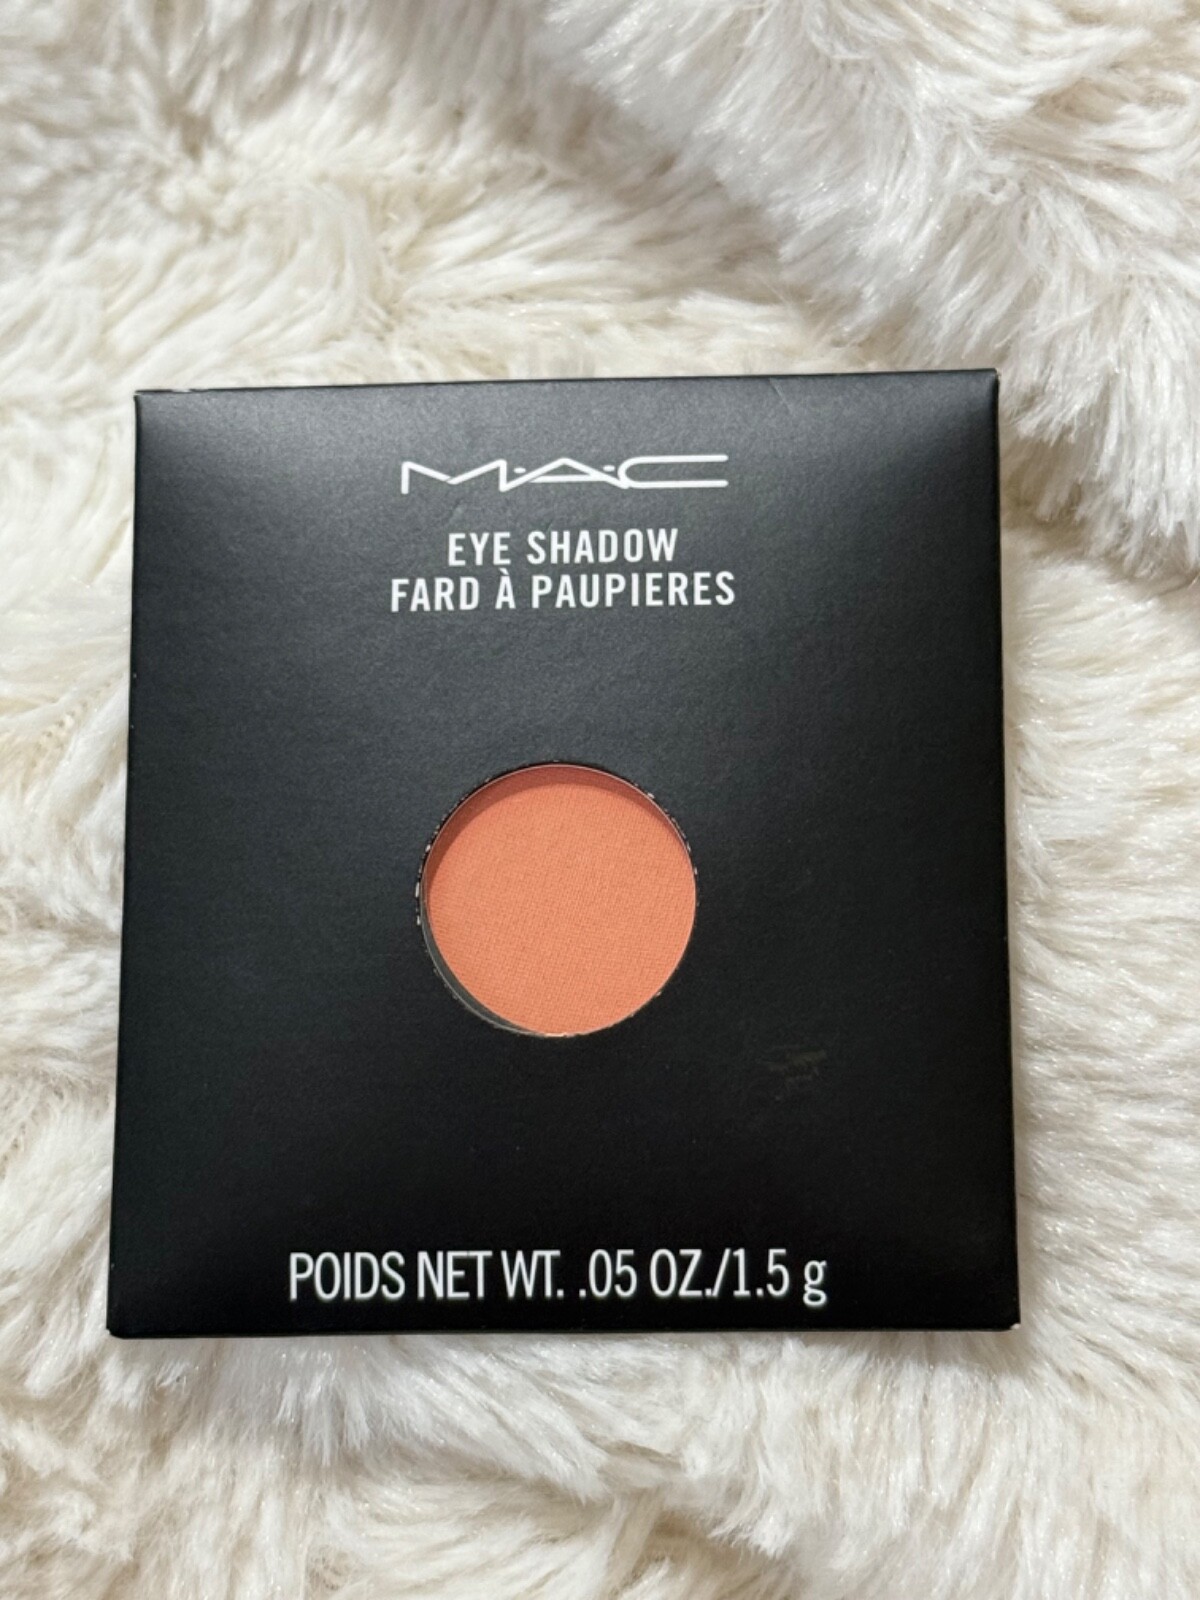 M·A·C
EYE SHADOW
FARD À PAUPIERES
POIDS NET WT. .05 OZ./1.5 g